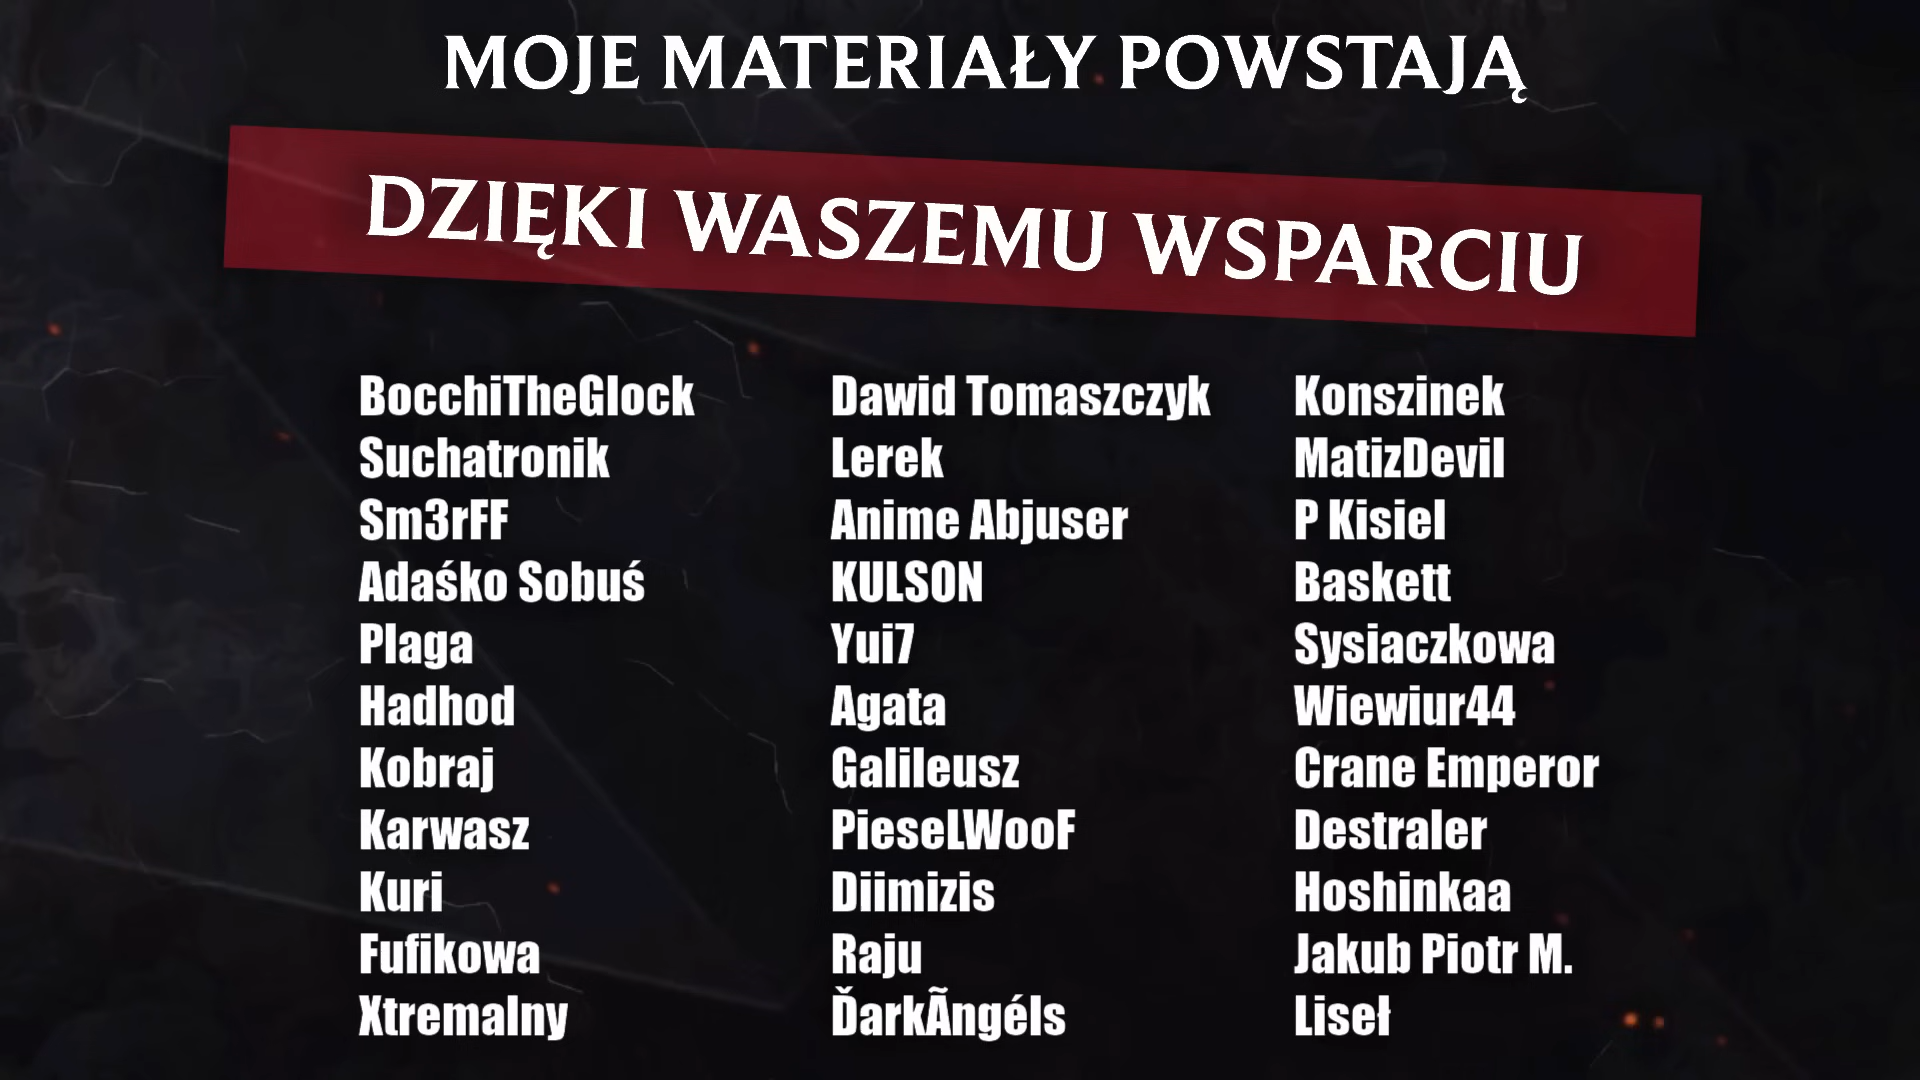 MOJE MATERIAŁY POWSTAJĄ
DZIĘKI WASZEMU WSPARCIU
BocchiTheGlock
Suchatronik
Sm3rFF
Adaśko Sobuś
Plaga
Hadhod
Kobraj
Karwasz
Kuri
Fufikowa
Xtremalny
Dawid Tomaszczyk
Lerek
Anime Abjuser
KULSON
Yui7
Agata
Galileusz
PieseLWooF
Diimizis
Raju
ĎarkÃngéls
Konszinek
MatizDevil
P Kisiel
Baskett
Sysiaczkowa
Wiewiur44
Crane Emperor
Destraler
Hoshinkaa
Jakub Piotr M.
Liseł